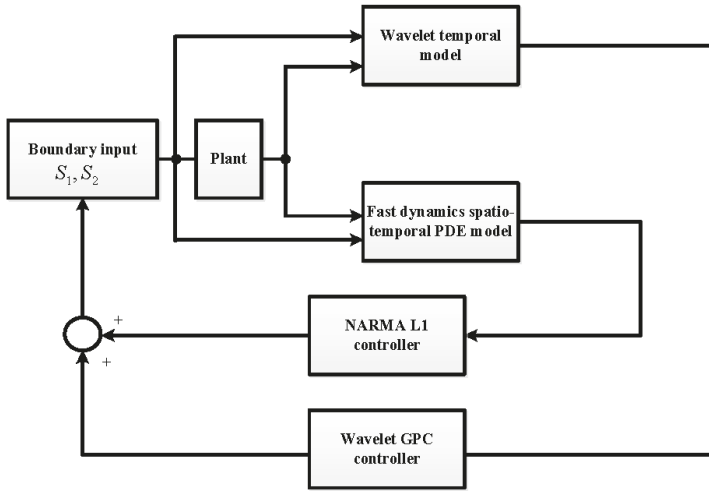 Wavelet temporal
model
Boundary input
S1, S2
Plant
Fast dynamics spatio-
temporal PDE model
+
NARMA L1
controller
+
Wavelet GPC
controller